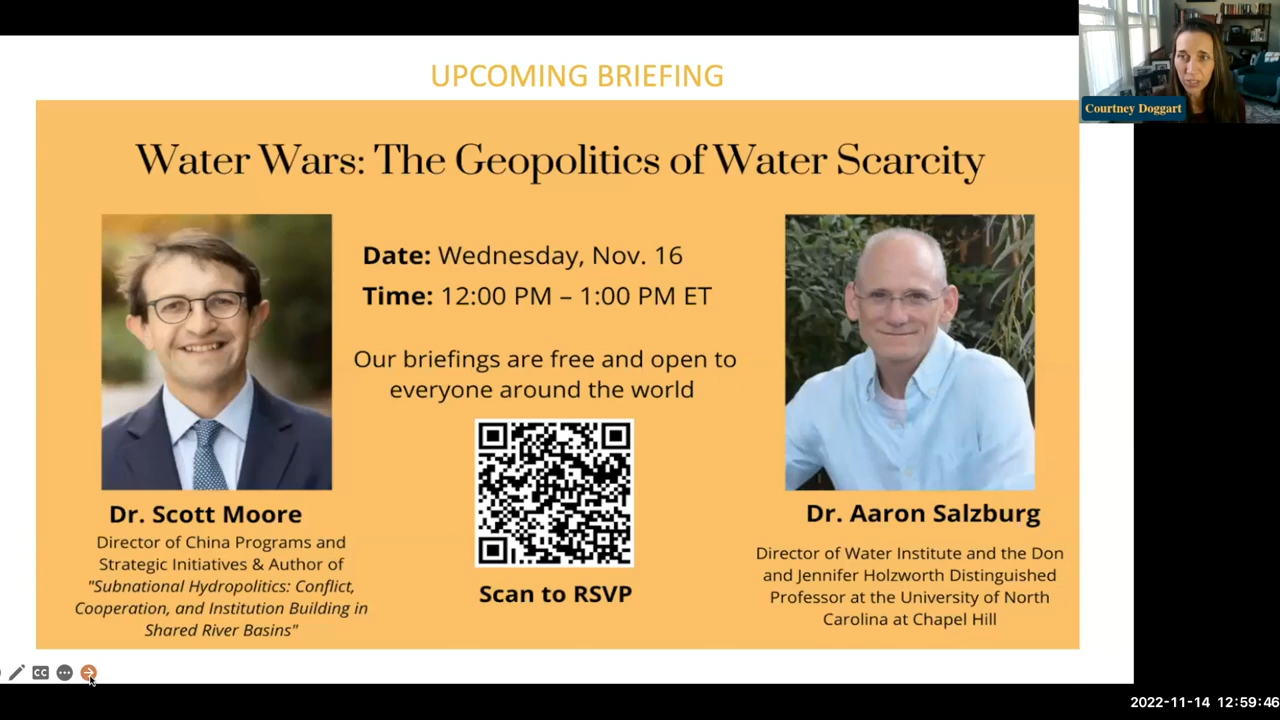 UPCOMING BRIEFING
Courtney Doggart
Water Wars: The Geopolitics of Water Scarcity
Date: Wednesday, Nov. 16
Time: 12:00 PM – 1:00 PM ET
Our briefings are free and open to
everyone around the world
Scan to RSVP
Dr. Scott Moore
Director of China Programs and
Strategic Initiatives & Author of
"Subnational Hydropolitics: Conflict,
Cooperation, and Institution Building in
Shared River Basins"
Dr. Aaron Salzburg
Director of Water Institute and the Don
and Jennifer Holzworth Distinguished
Professor at the University of North
Carolina at Chapel Hill
CC
2022-11-14 12:59:46